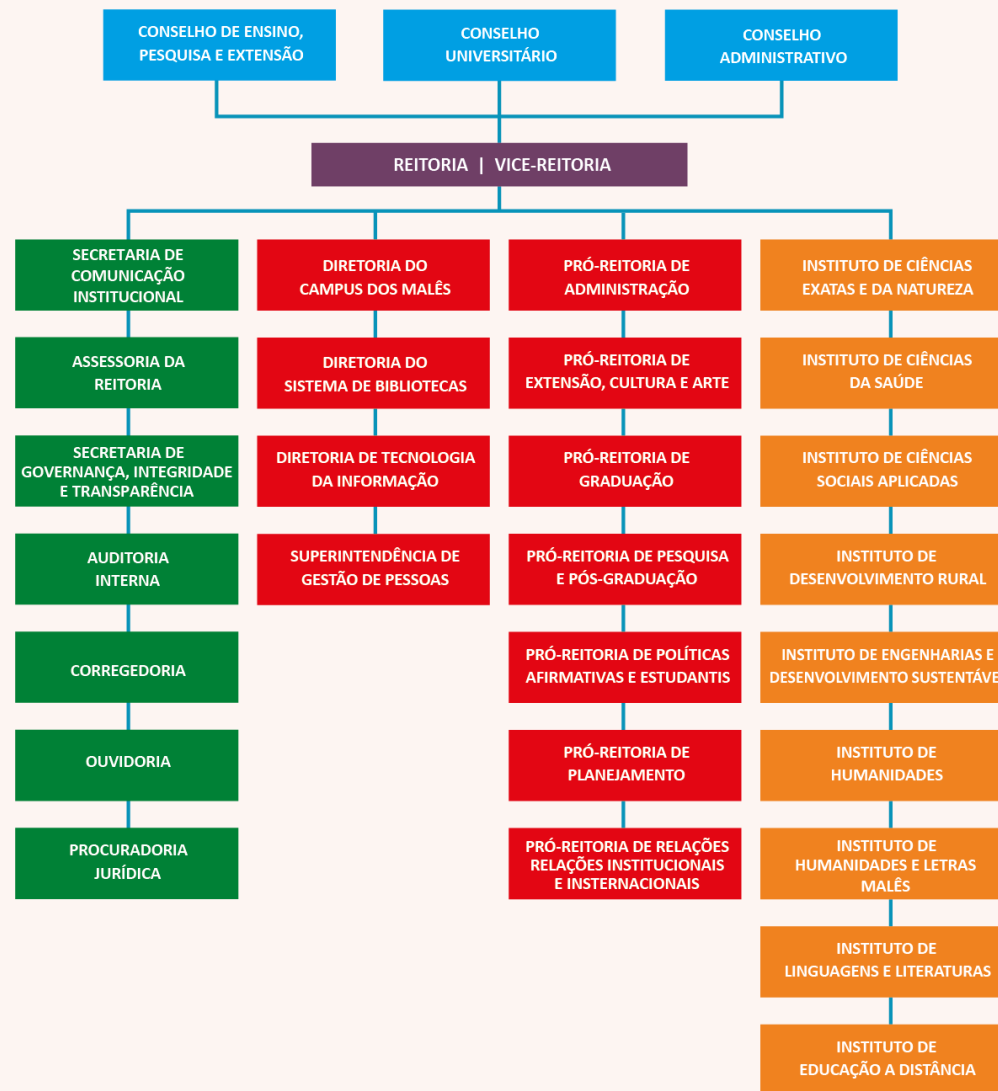 CONSELHO DE ENSINO,
PESQUISA E EXTENSÃO
CONSELHO
UNIVERSITÁRIO
CONSELHO
ADMINISTRATIVO
REITORIA | VICE-REITORIA
SECRETARIA DE
COMUNICAÇÃO
INSTITUCIONAL
ASSESSORIA DA
REITORIA
SECRETARIA DE
GOVERNANÇA, INTEGRIDADE
E TRANSPARÊNCIA
AUDITORIA
INTERNA
CORREGEDORIA
OUVIDORIA
PROCURADORIA
JURÍDICA
DIRETORIA DO
CAMPUS DOS MALÊS
DIRETORIA DO
SISTEMA DE BIBLIOTECAS
DIRETORIA DE TECNOLOGIA
DA INFORMAÇÃO
SUPERINTENDÊNCIA DE
GESTÃO DE PESSOAS
PRÓ-REITORIA DE
ADMINISTRAÇÃO
PRÓ-REITORIA DE
EXTENSÃO, CULTURA E ARTE
PRÓ-REITORIA DE
GRADUAÇÃO
PRÓ-REITORIA DE PESQUISA
E PÓS-GRADUAÇÃO
PRÓ-REITORIA DE POLÍTICAS
AFIRMATIVAS E ESTUDANTIS
PRÓ-REITORIA DE
PLANEJAMENTO
PRÓ-REITORIA DE RELAÇÕES
RELAÇÕES INSTITUCIONAIS
E INSTERNACIONAIS
INSTITUTO DE CIÊNCIAS
EXATAS E DA NATUREZA
INSTITUTO DE CIÊNCIAS
DA SAÚDE
INSTITUTO DE CIÊNCIAS
SOCIAIS APLICADAS
INSTITUTO DE
DESENVOLVIMENTO RURAL
INSTITUTO DE ENGENHARIAS E
DESENVOLVIMENTO SUSTENTÁVE
INSTITUTO DE
HUMANIDADES
INSTITUTO DE
HUMANIDADES E LETRAS
MALÊS
INSTITUTO DE
LINGUAGENS E LITERATURAS
INSTITUTO DE
EDUCAÇÃO A DISTÂNCIA